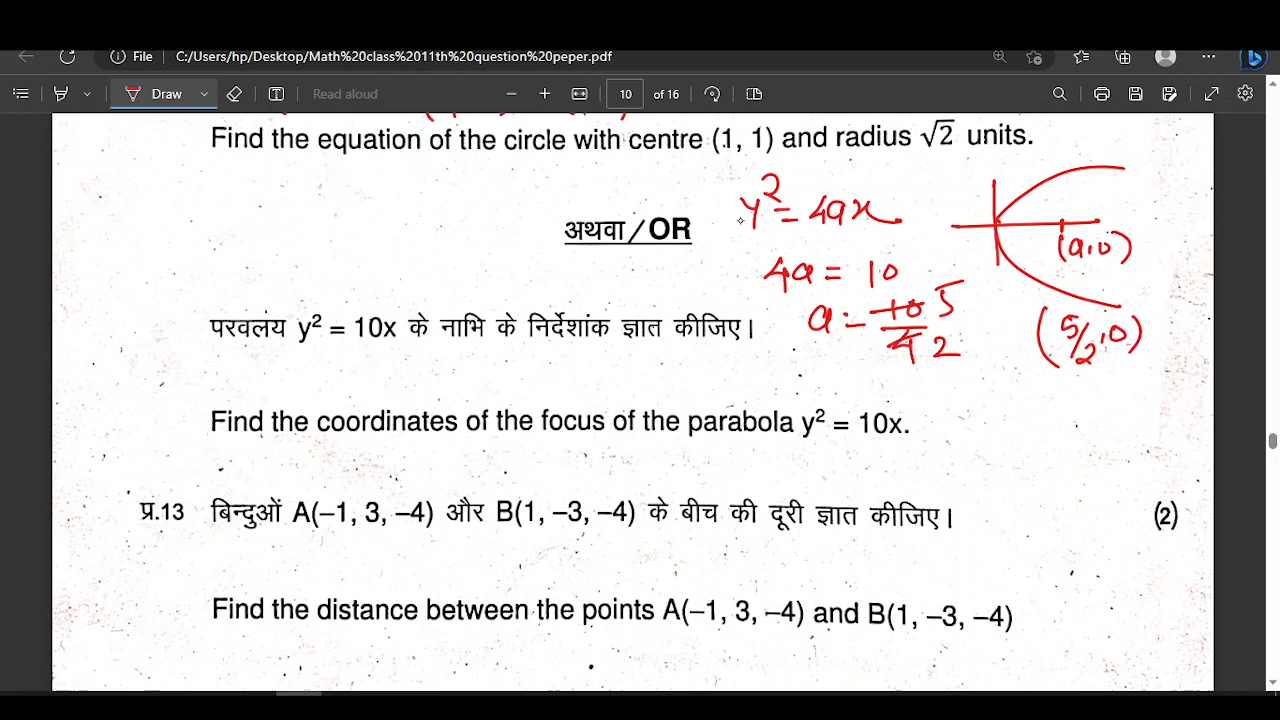 File C:/Users/hp/Desktop/Math%20class%2011th%20question%20peper.pdf
Draw Read aloud 10 of 16
Find the equation of the circle with centre (1, 1) and radius √2 units.
y² = 4ax
(a,0)
अथवा/OR
4a = 10
a = 10/4 5/2
(5/2,0)
परवलय y² = 10x के नाभि के निर्देशांक ज्ञात कीजिए।
Find the coordinates of the focus of the parabola y² = 10x.
प्र.13 बिन्दुओं A(–1, 3, –4) और B(1, –3, –4) के बीच की दूरी ज्ञात कीजिए। (2)
Find the distance between the points A(–1, 3, –4) and B(1, –3, –4)